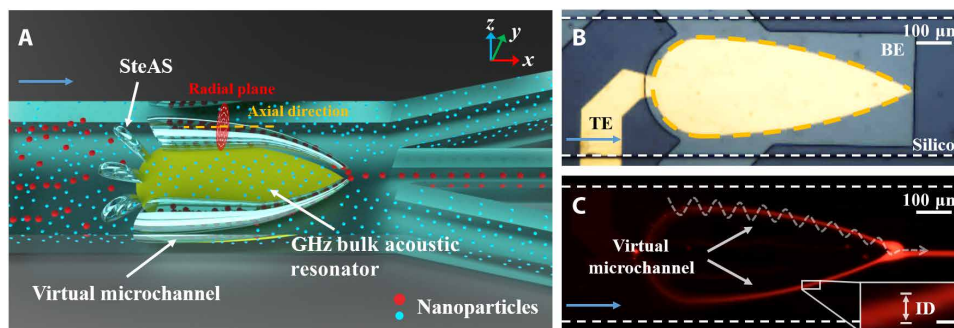 A
SteAS
Radial plane
Axial direction
z
y
x
GHz bulk acoustic
resonator
Virtual microchannel
Nanoparticles
B
100 μm
BE
TE
Silico
C
100 μm
Virtual
microchannel
ID